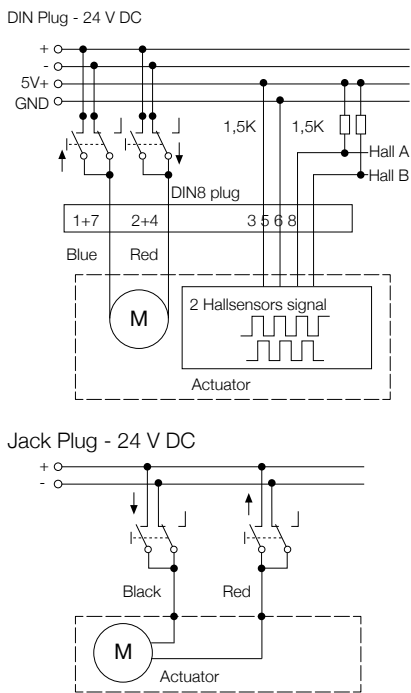 DIN Plug - 24 V DC
+
-
5V+
GND
1,5K 1,5K
Hall A
Hall B
DIN8 plug
1+7 2+4 3 5 6 8
Blue Red
M
2 Hallsensors signal
Actuator
Jack Plug - 24 V DC
+
-
Black Red
M
Actuator